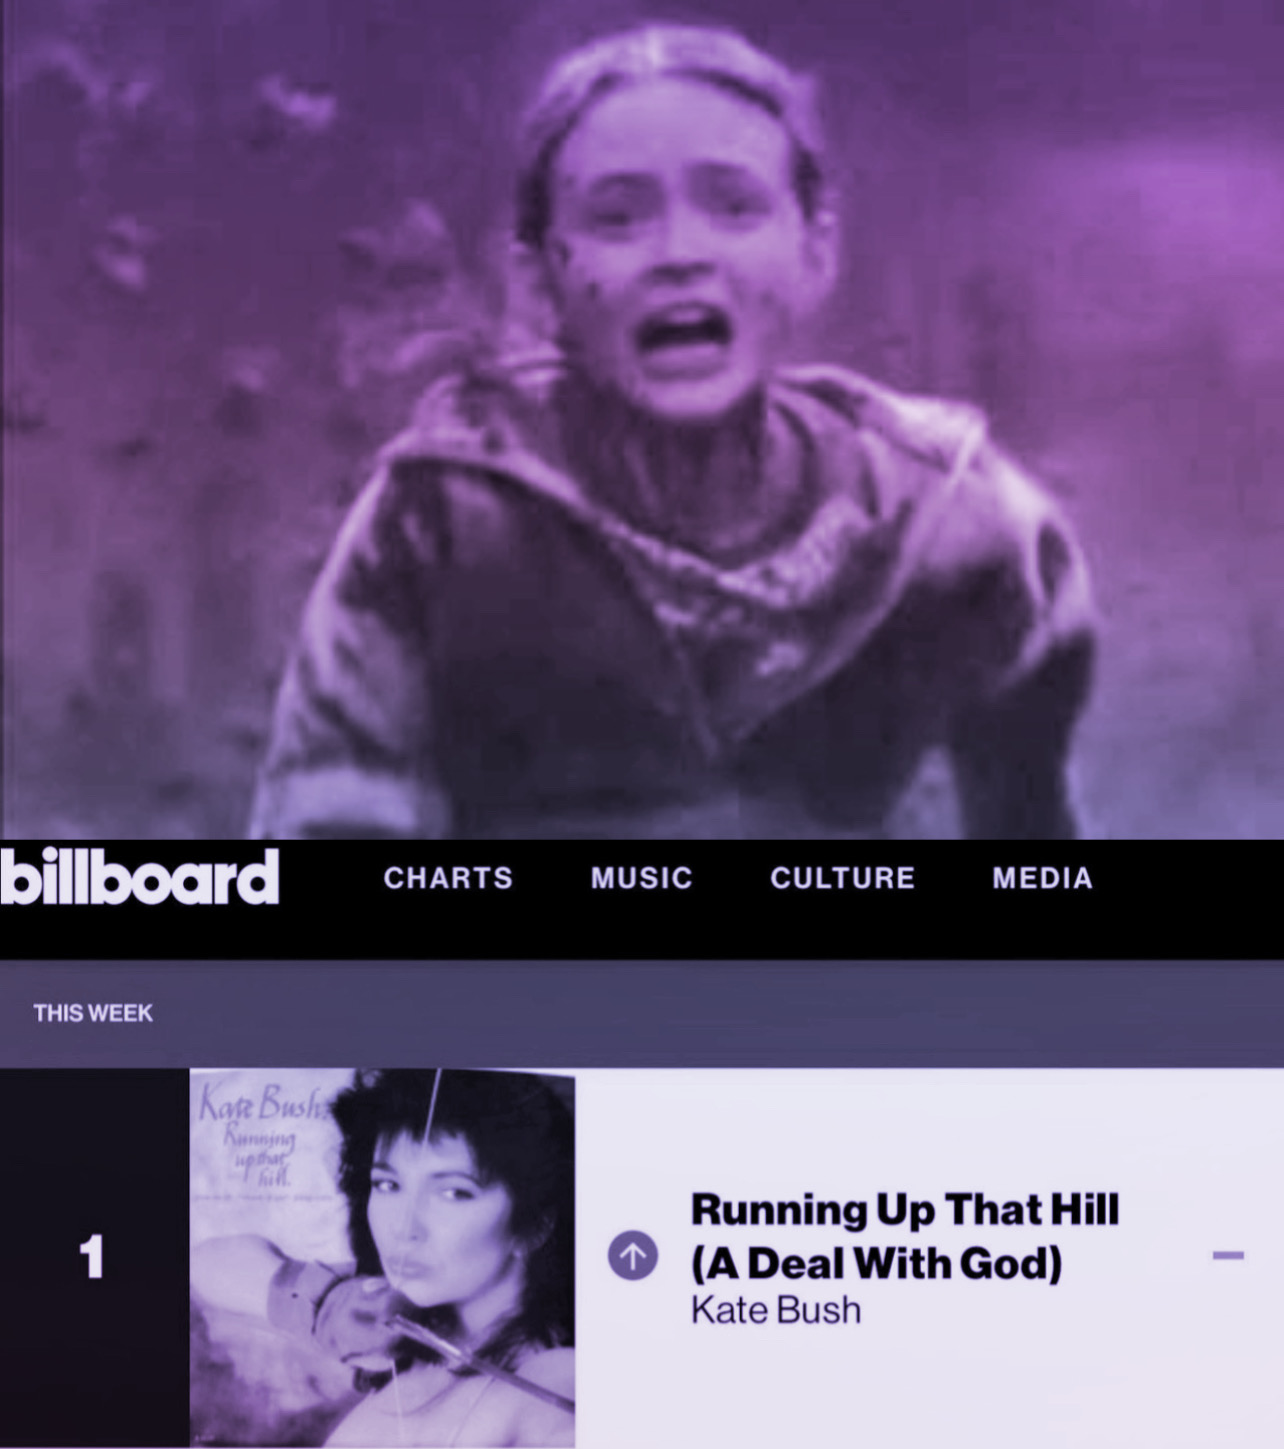 billboard CHARTS MUSIC CULTURE MEDIA
THIS WEEK
Kate Bush
Running
up that
hill.
1
Running Up That Hill
(A Deal With God)
Kate Bush